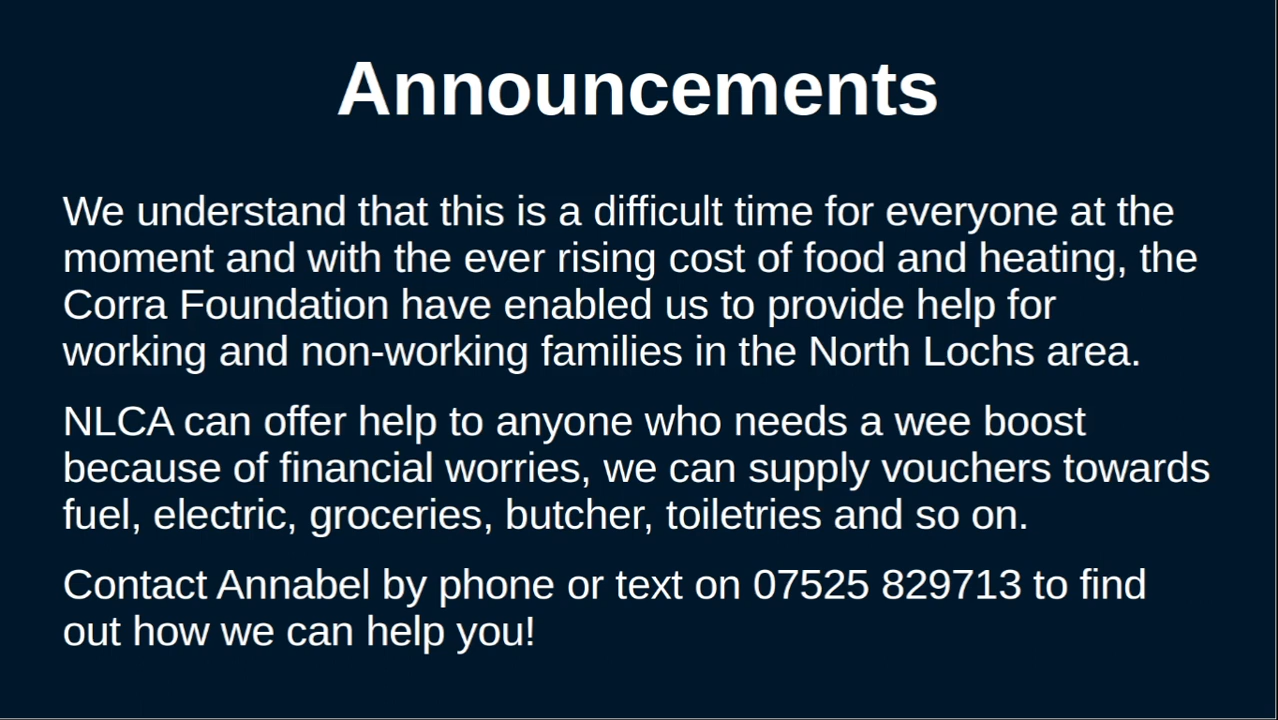 Announcements
We understand that this is a difficult time for everyone at the
moment and with the ever rising cost of food and heating, the
Corra Foundation have enabled us to provide help for
working and non-working families in the North Lochs area.
NLCA can offer help to anyone who needs a wee boost
because of financial worries, we can supply vouchers towards
fuel, electric, groceries, butcher, toiletries and so on.
Contact Annabel by phone or text on 07525 829713 to find
out how we can help you!